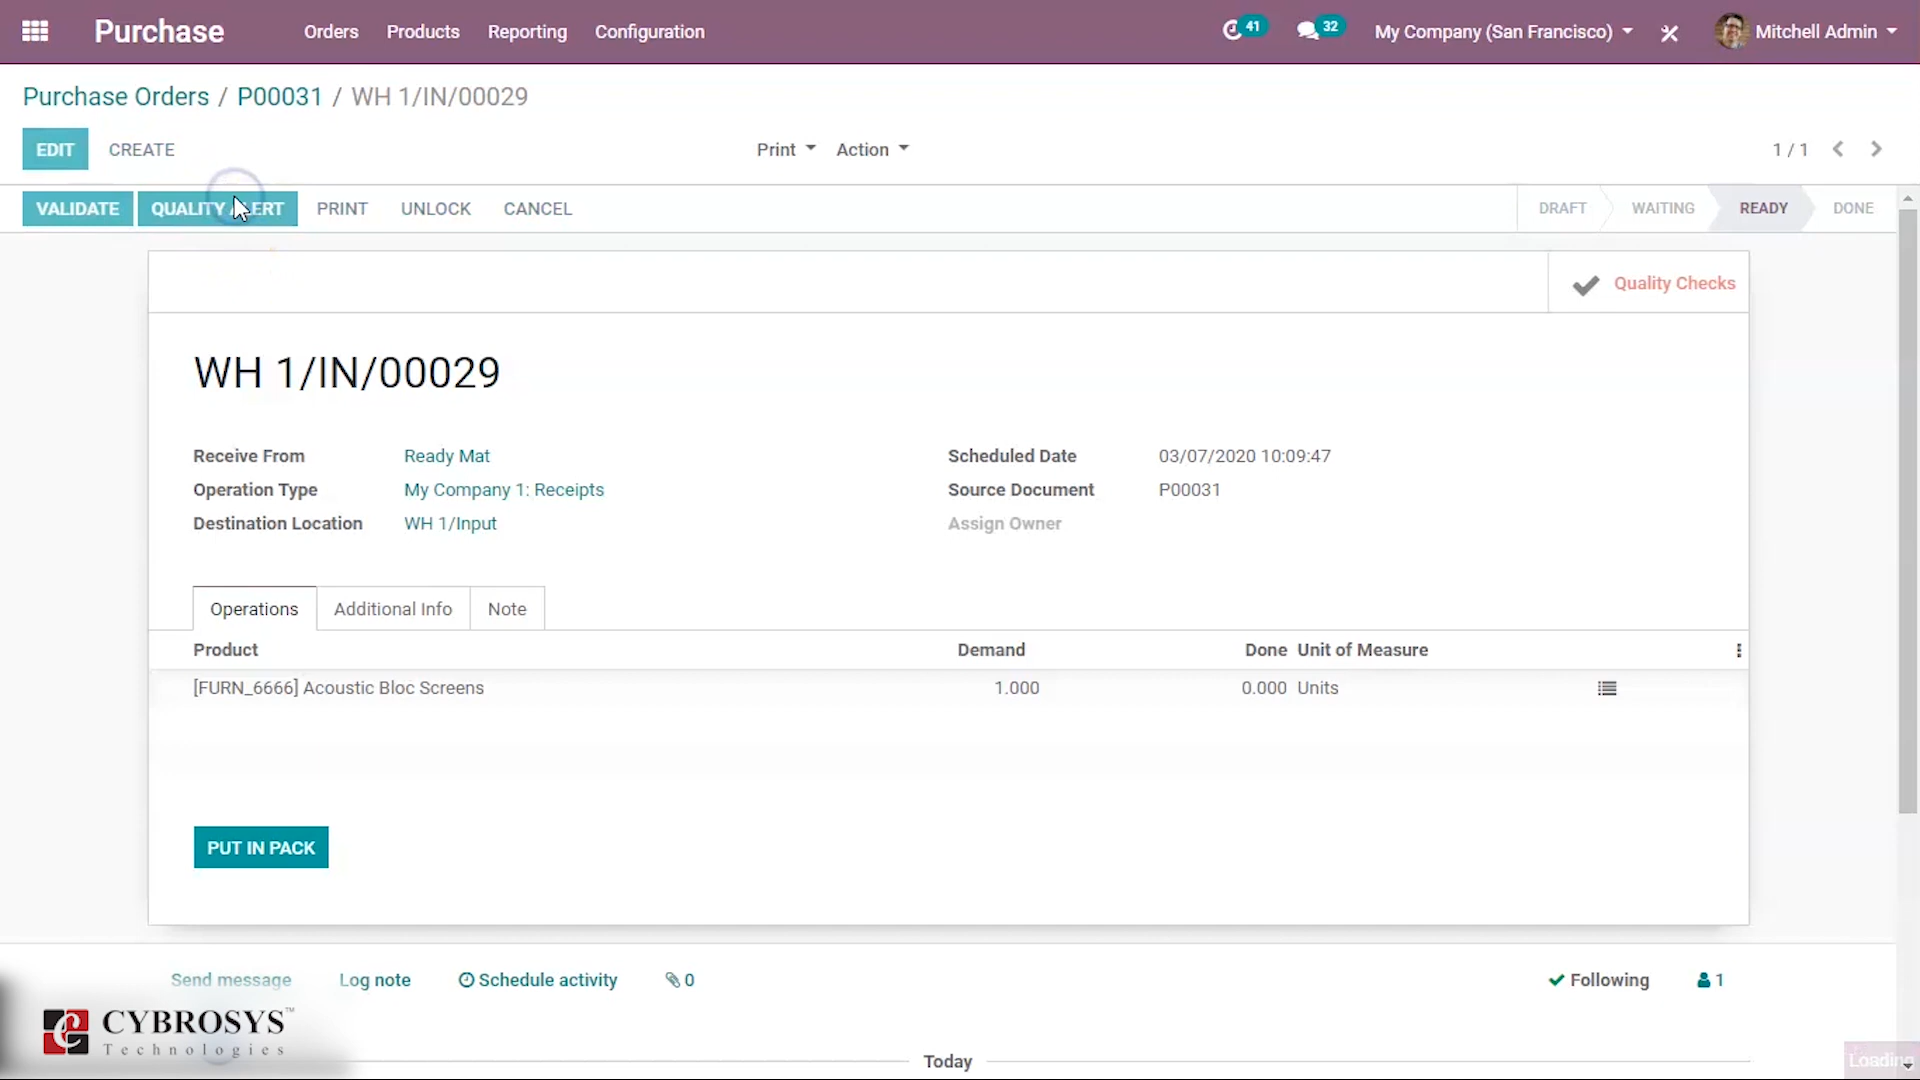 Purchase Orders Products Reporting Configuration 41 32 My Company (San Francisco) Mitchell Admin
Purchase Orders / P00031 / WH 1/IN/00029
EDIT CREATE Print Action 1 / 1
VALIDATE QUALITY ALERT PRINT UNLOCK CANCEL DRAFT WAITING READY DONE
Quality Checks
WH 1/IN/00029
Receive From Ready Mat Scheduled Date 03/07/2020 10:09:47
Operation Type My Company 1: Receipts Source Document P00031
Destination Location WH 1/Input Assign Owner
Operations Additional Info Note
Product Demand Done Unit of Measure
[FURN_6666] Acoustic Bloc Screens 1.000 0.000 Units
PUT IN PACK
Send message Log note Schedule activity 0 Following 1
CYBROSYS™
Technologies
Today
Loading